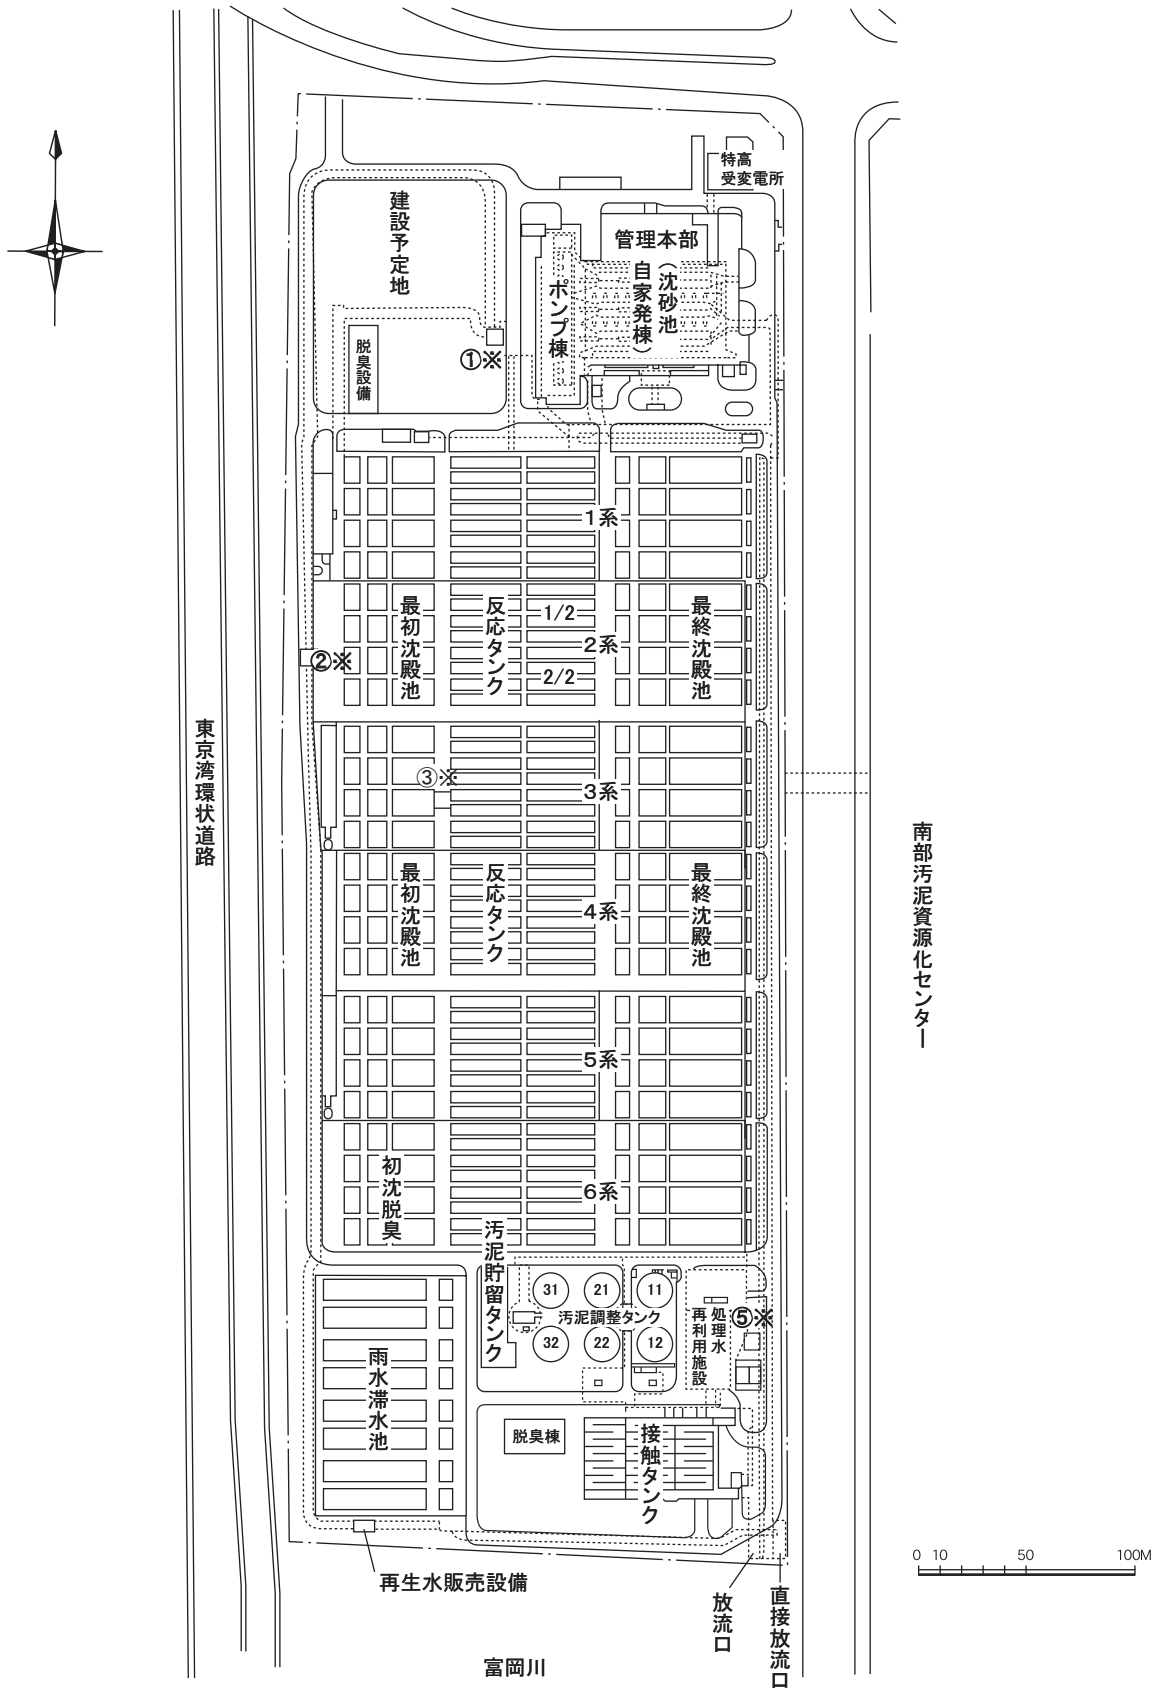 特高
受変電所
建設予定地
管理本部
(沈砂池)
自家発棟
ポンプ棟
脱臭設備
①※
1系
最初沈殿池
反応タンク
1/2
2系
2/2
最終沈殿池
②※
東京湾環状道路
③※
3系
南部汚泥資源化センター
最初沈殿池
反応タンク
4系
最終沈殿池
5系
初沈脱臭
6系
汚泥貯留タンク
31
21
11
汚泥調整タンク
32
22
12
処理水
再利用施設
⑤※
雨水滞水池
脱臭棟
接触タンク
再生水販売設備
放流口
直接放流口
富岡川
0 10 50 100M